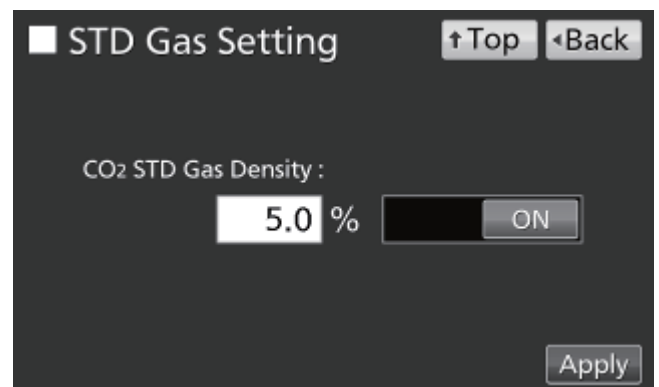 STD Gas Setting
↑Top ◂Back
CO2 STD Gas Density :
5.0 % ON
Apply